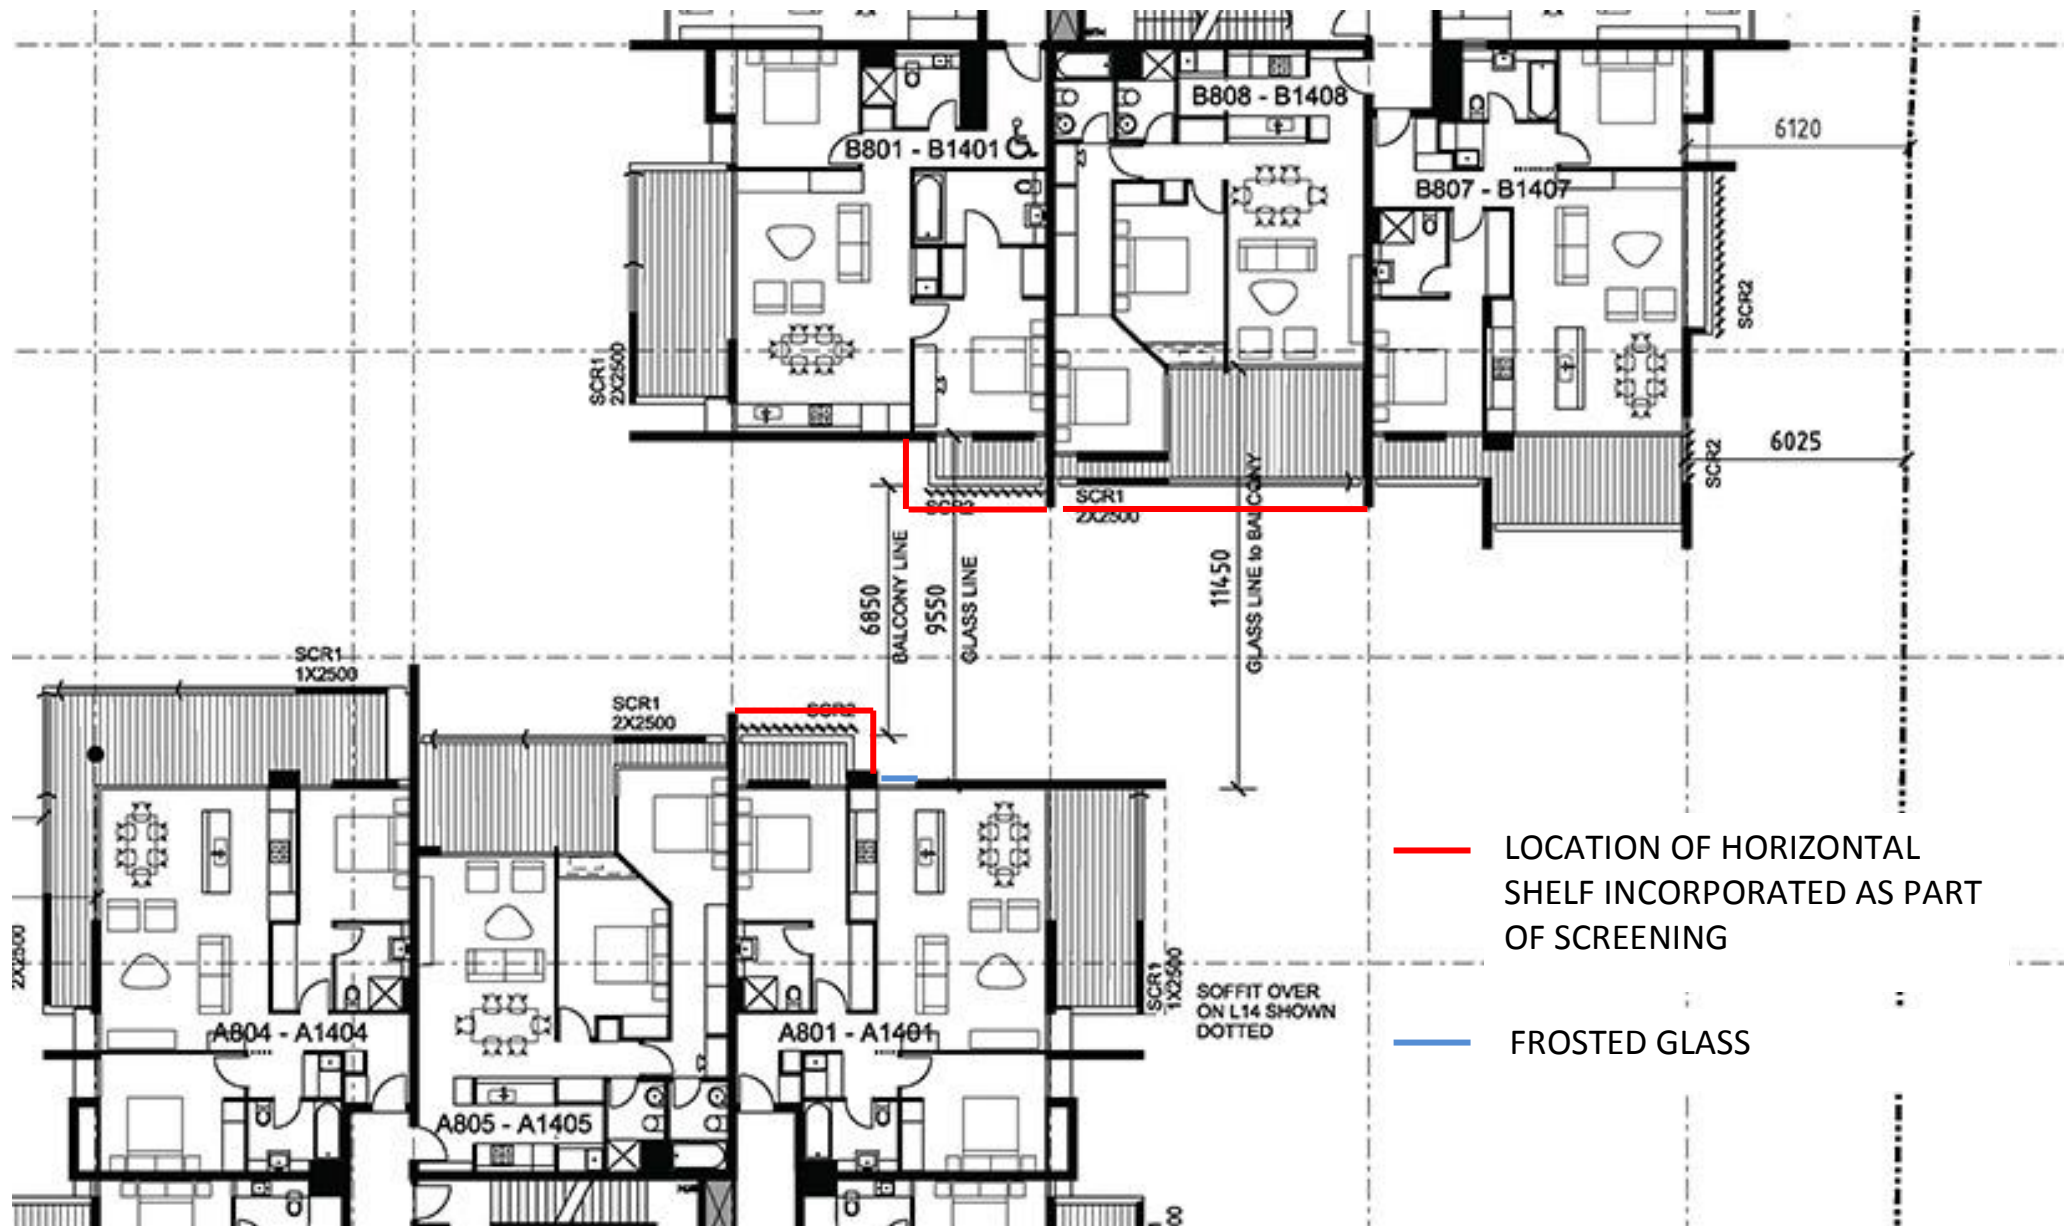 B808 - B1408
6120
B801 - B1401
B807 - B1407
SCR2
SCR1
2X2500
6025
SCR2
SCR2
SCR1
2X2500
6850
BALCONY LINE
9550
GLASS LINE
11450
GLASS LINE to BALCONY
SCR1
1X2500
SCR1
2X2500
SCR2
LOCATION OF HORIZONTAL
SHELF INCORPORATED AS PART
OF SCREENING
2X2500
SCR1
1X2500
SOFFIT OVER
ON L14 SHOWN
DOTTED
A804 - A1404
A801 - A1401
FROSTED GLASS
A805 - A1405